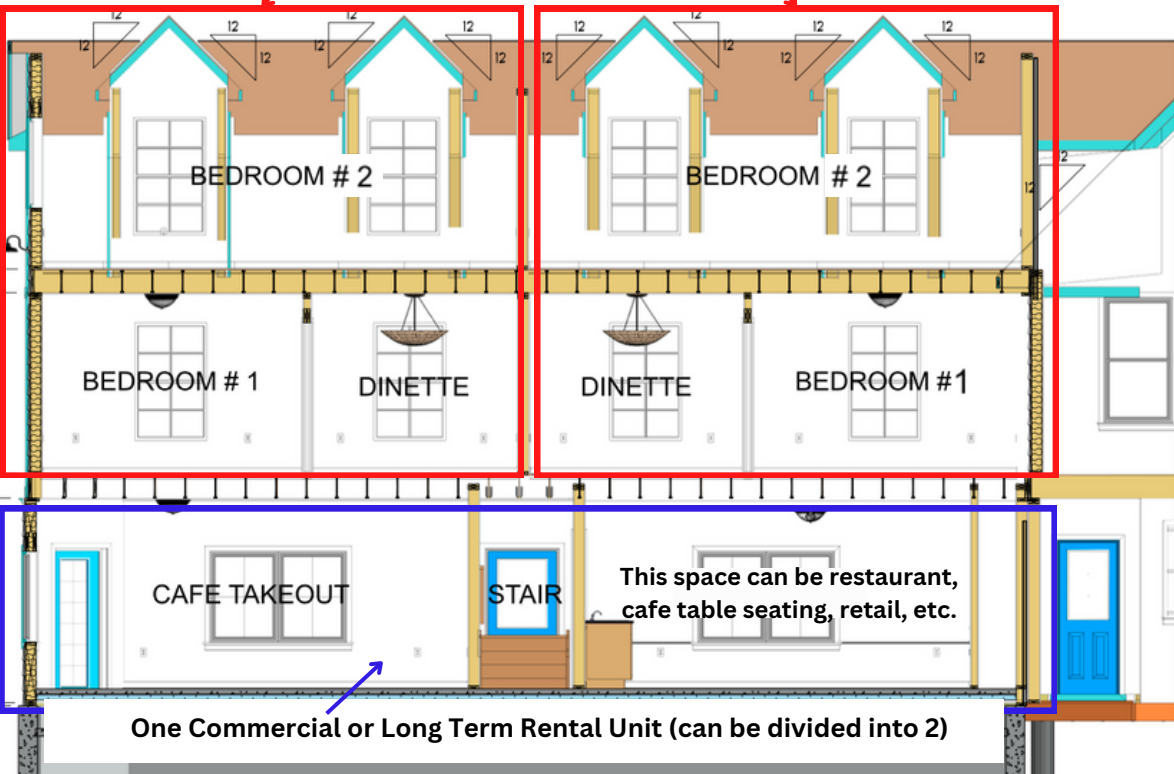 12 12 12 12 12 12 12 12
12 12 12 12 12 12 12 12
BEDROOM # 2 BEDROOM # 2
12
12
BEDROOM # 1 DINETTE DINETTE BEDROOM #1
CAFE TAKEOUT STAIR This space can be restaurant,
cafe table seating, retail, etc.
One Commercial or Long Term Rental Unit (can be divided into 2)